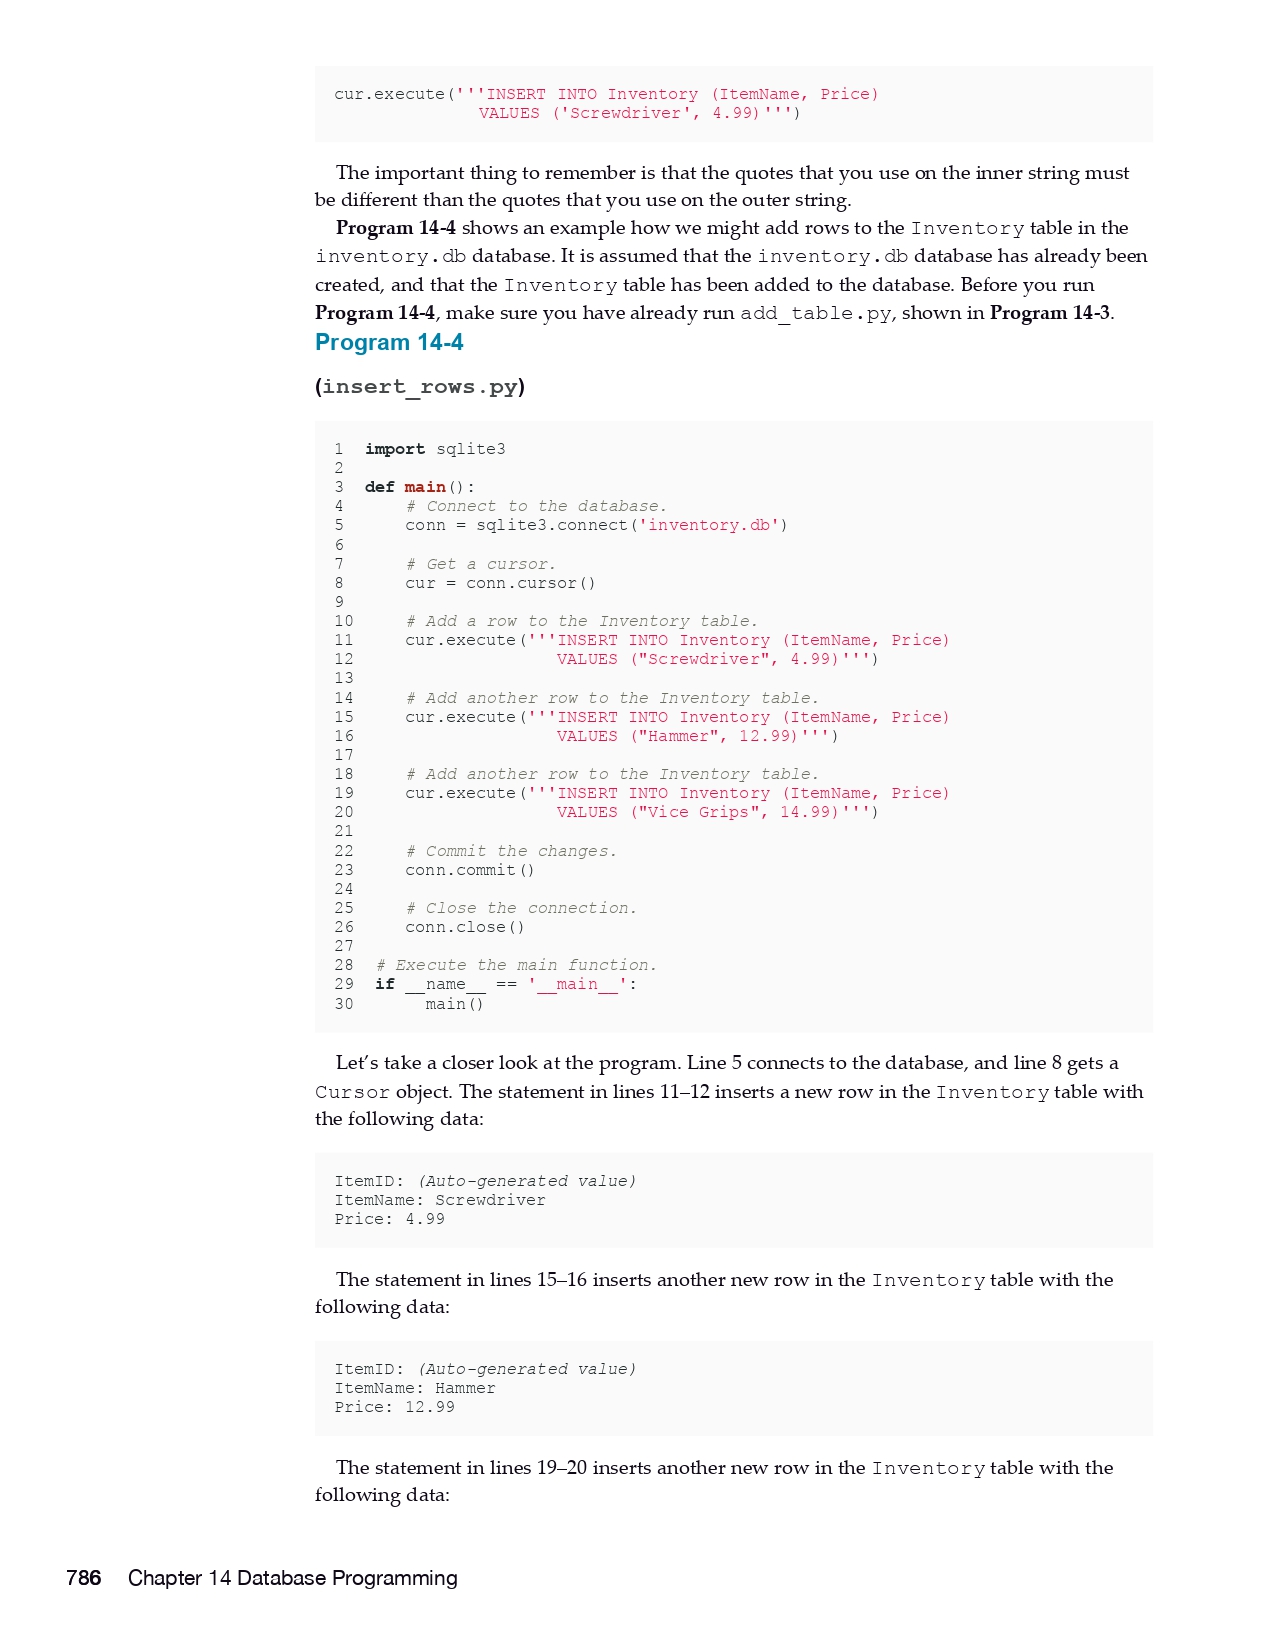 cur.execute('''INSERT INTO Inventory (ItemName, Price)
VALUES ('Screwdriver', 4.99)''')
The important thing to remember is that the quotes that you use on the inner string must
be different than the quotes that you use on the outer string.
Program 14-4 shows an example how we might add rows to the Inventory table in the
inventory.db database. It is assumed that the inventory.db database has already been
created, and that the Inventory table has been added to the database. Before you run
Program 14-4, make sure you have already run add_table.py, shown in Program 14-3.
Program 14-4
(insert_rows.py)
1 import sqlite3
2
3 def main():
4 # Connect to the database.
5 conn = sqlite3.connect('inventory.db')
6
7 # Get a cursor.
8 cur = conn.cursor()
9
10 # Add a row to the Inventory table.
11 cur.execute('''INSERT INTO Inventory (ItemName, Price)
12 VALUES ("Screwdriver", 4.99)''')
13
14 # Add another row to the Inventory table.
15 cur.execute('''INSERT INTO Inventory (ItemName, Price)
16 VALUES ("Hammer", 12.99)''')
17
18 # Add another row to the Inventory table.
19 cur.execute('''INSERT INTO Inventory (ItemName, Price)
20 VALUES ("Vice Grips", 14.99)''')
21
22 # Commit the changes.
23 conn.commit()
24
25 # Close the connection.
26 conn.close()
27
28 # Execute the main function.
29 if __name__ == '__main__':
30 main()
Let's take a closer look at the program. Line 5 connects to the database, and line 8 gets a
Cursor object. The statement in lines 11–12 inserts a new row in the Inventory table with
the following data:
ItemID: (Auto-generated value)
ItemName: Screwdriver
Price: 4.99
The statement in lines 15–16 inserts another new row in the Inventory table with the
following data:
ItemID: (Auto-generated value)
ItemName: Hammer
Price: 12.99
The statement in lines 19–20 inserts another new row in the Inventory table with the
following data:
786 Chapter 14 Database Programming